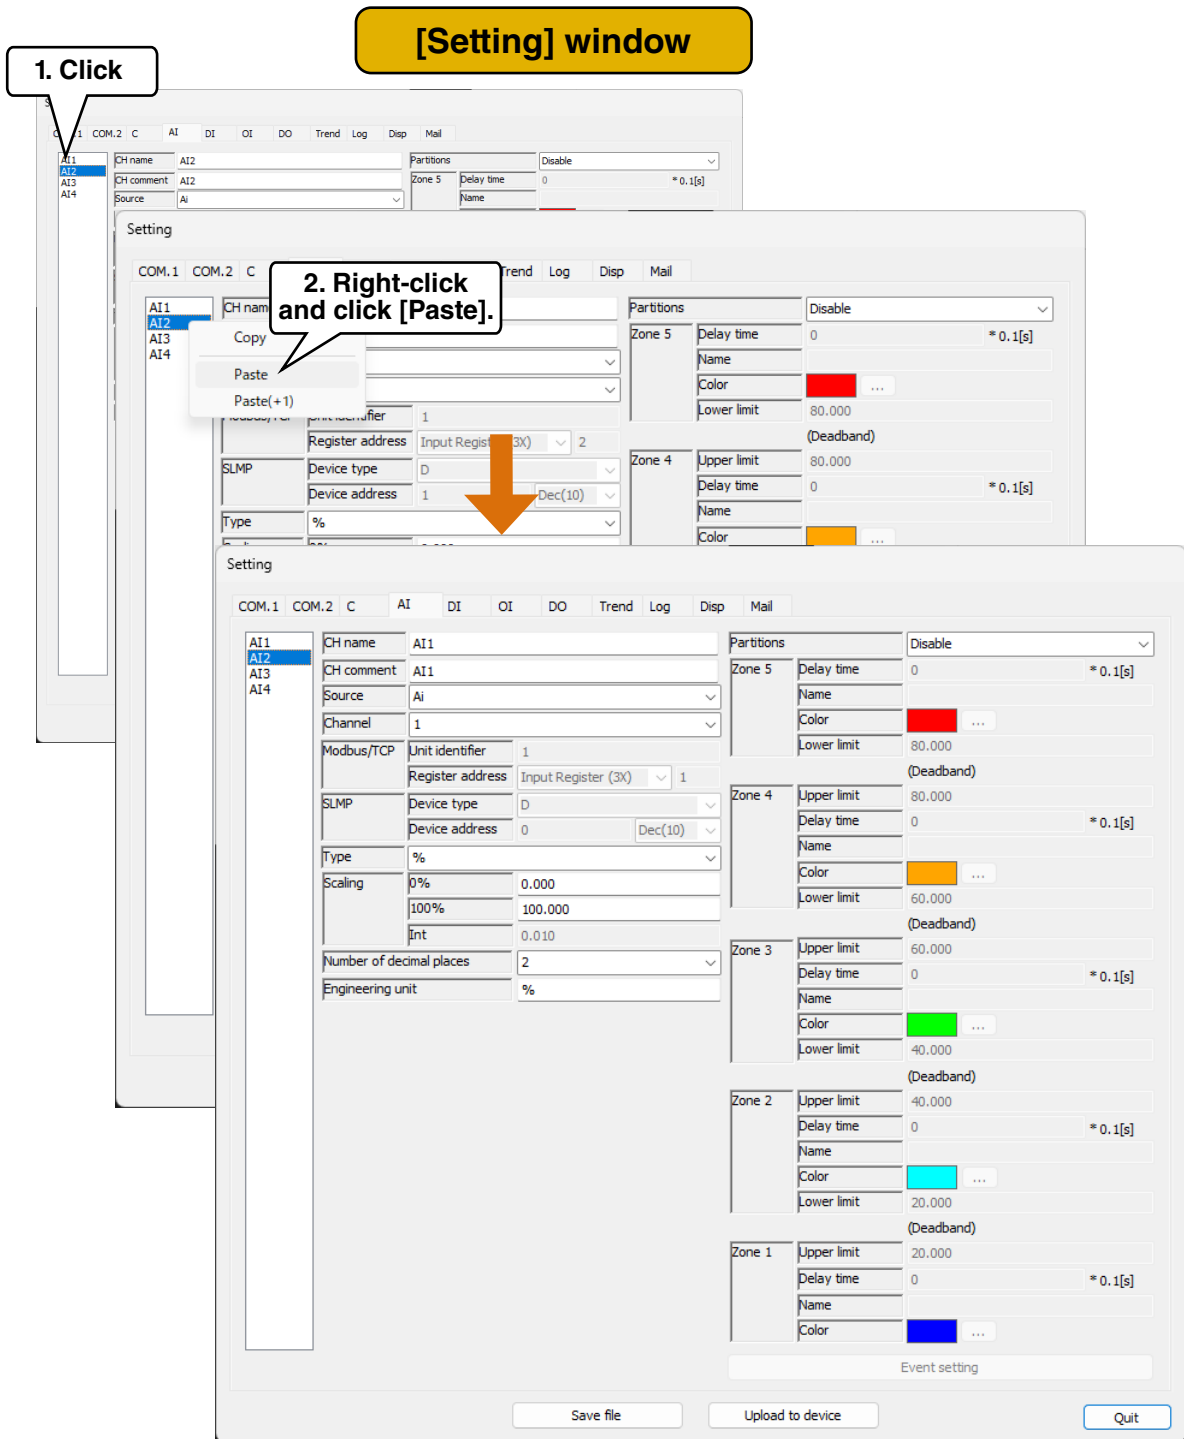 [Setting] window
1. Click
COM.2 C AI DI OI DO Trend Log Disp Mail
AI1
AI2
AI3
AI4
CH name AI2
CH comment AI2
Source Ai
Partitions Disable
Zone 5 Delay time 0 * 0.1[s]
Name
Setting
COM.1 COM.2 C Trend Log Disp Mail
2. Right-click
and click [Paste].
AI1
AI2
AI3
AI4
Copy
Paste
Paste(+1)
CH name
Modbus/TCP Unit identifier 1
Register address Input Register (3X) 2
SLMP Device type D
Device address 1 Dec(10)
Type %
Partitions Disable
Zone 5 Delay time 0 * 0.1[s]
Name
Color ...
Lower limit 80.000
(Deadband)
Zone 4 Upper limit 80.000
Delay time 0 * 0.1[s]
Name
Color ...
Setting
COM.1 COM.2 C AI DI OI DO Trend Log Disp Mail
AI1
AI2
AI3
AI4
CH name AI1
CH comment AI1
Source Ai
Channel 1
Modbus/TCP Unit identifier 1
Register address Input Register (3X) 1
SLMP Device type D
Device address 0 Dec(10)
Type %
Scaling 0% 0.000
100% 100.000
Int 0.010
Number of decimal places 2
Engineering unit %
Partitions Disable
Zone 5 Delay time 0 * 0.1[s]
Name
Color ...
Lower limit 80.000
(Deadband)
Zone 4 Upper limit 80.000
Delay time 0 * 0.1[s]
Name
Color ...
Lower limit 60.000
(Deadband)
Zone 3 Upper limit 60.000
Delay time 0 * 0.1[s]
Name
Color ...
Lower limit 40.000
(Deadband)
Zone 2 Upper limit 40.000
Delay time 0 * 0.1[s]
Name
Color ...
Lower limit 20.000
(Deadband)
Zone 1 Upper limit 20.000
Delay time 0 * 0.1[s]
Name
Color ...
Event setting
Save file Upload to device Quit